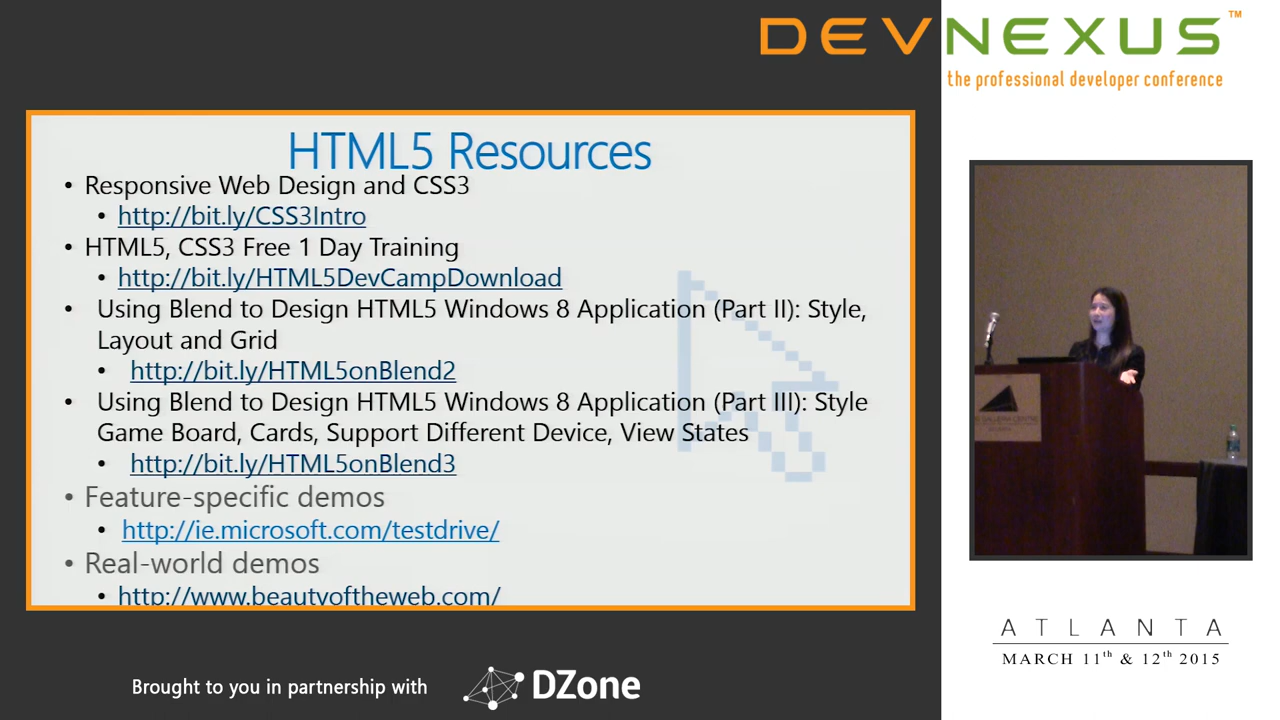 DEVNEXUS™
the professional developer conference
HTML5 Resources
• Responsive Web Design and CSS3
• http://bit.ly/CSS3Intro
• HTML5, CSS3 Free 1 Day Training
• http://bit.ly/HTML5DevCampDownload
• Using Blend to Design HTML5 Windows 8 Application (Part II): Style,
Layout and Grid
• http://bit.ly/HTML5onBlend2
• Using Blend to Design HTML5 Windows 8 Application (Part III): Style
Game Board, Cards, Support Different Device, View States
• http://bit.ly/HTML5onBlend3
• Feature-specific demos
• http://ie.microsoft.com/testdrive/
• Real-world demos
• http://www.beautyoftheweb.com/
ATLANTA
MARCH 11th & 12th 2015
Brought to you in partnership with
DZone